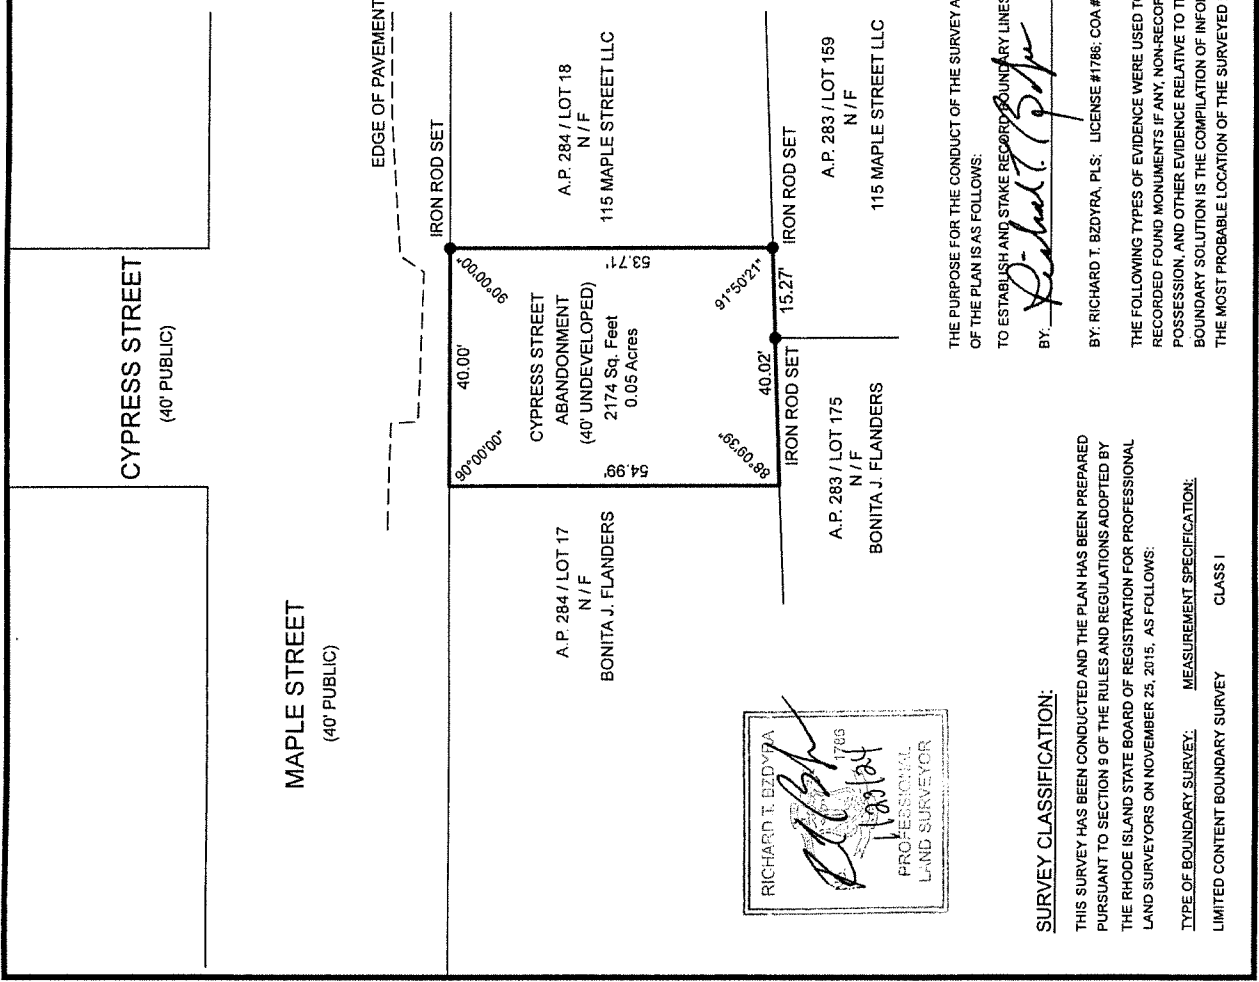 CYPRESS STREET
(40' PUBLIC)
MAPLE STREET
(40' PUBLIC)
EDGE OF PAVEMENT
IRON ROD SET
40.00'
90°00'00"
90°00'00"
CYPRESS STREET
ABANDONMENT
(40' UNDEVELOPED)
2174 Sq. Feet
0.05 Acres
54.99'
53.71'
88°09'39"
91°50'21"
40.02'
15.27'
IRON ROD SET
IRON ROD SET
A.P. 284 / LOT 17
N / F
BONITA J. FLANDERS
A.P. 284 / LOT 18
N / F
115 MAPLE STREET LLC
A.P. 283 / LOT 175
N / F
BONITA J. FLANDERS
A.P. 283 / LOT 159
N / F
115 MAPLE STREET LLC
RICHARD T. BZDYRA
1786
PROFESSIONAL
LAND SURVEYOR
SURVEY CLASSIFICATION:
THIS SURVEY HAS BEEN CONDUCTED AND THE PLAN HAS BEEN PREPARED
PURSUANT TO SECTION 9 OF THE RULES AND REGULATIONS ADOPTED BY
THE RHODE ISLAND STATE BOARD OF REGISTRATION FOR PROFESSIONAL
LAND SURVEYORS ON NOVEMBER 25, 2015, AS FOLLOWS:
TYPE OF BOUNDARY SURVEY: MEASUREMENT SPECIFICATION:
LIMITED CONTENT BOUNDARY SURVEY CLASS I
THE PURPOSE FOR THE CONDUCT OF THE SURVEY A
OF THE PLAN IS AS FOLLOWS:
TO ESTABLISH AND STAKE RECORD BOUNDARY LINES
BY: Richard T. Bzdyra
BY: RICHARD T. BZDYRA, PLS: LICENSE #1786: COA #
THE FOLLOWING TYPES OF EVIDENCE WERE USED TO
RECORDED FOUND MONUMENTS IF ANY, NON-RECOR
POSSESSION, AND OTHER EVIDENCE RELATIVE TO T
BOUNDARY SOLUTION IS THE COMPILATION OF INFO
THE MOST PROBABLE LOCATION OF THE SURVEYED